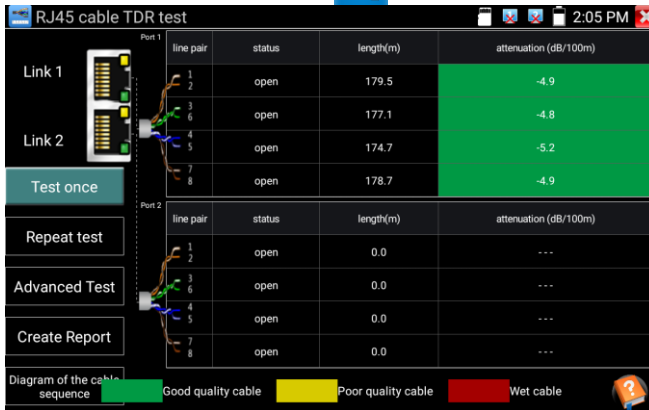 RJ45 cable TDR test
2:05 PM
Link 1
Link 2
Test once
Repeat test
Advanced Test
Create Report
Diagram of the cable
sequence
Port 1
line pair status length(m) attenuation (dB/100m)
1
2 open 179.5 -4.9
3
6 open 177.1 -4.8
4
5 open 174.7 -5.2
7
8 open 178.7 -4.9
Port 2
line pair status length(m) attenuation (dB/100m)
1
2 open 0.0 ---
3
6 open 0.0 ---
4
5 open 0.0 ---
7
8 open 0.0 ---
Good quality cable Poor quality cable Wet cable